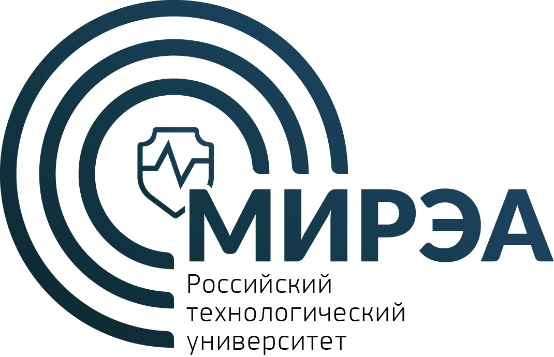 МИРЭА
Российский
технологический
университет